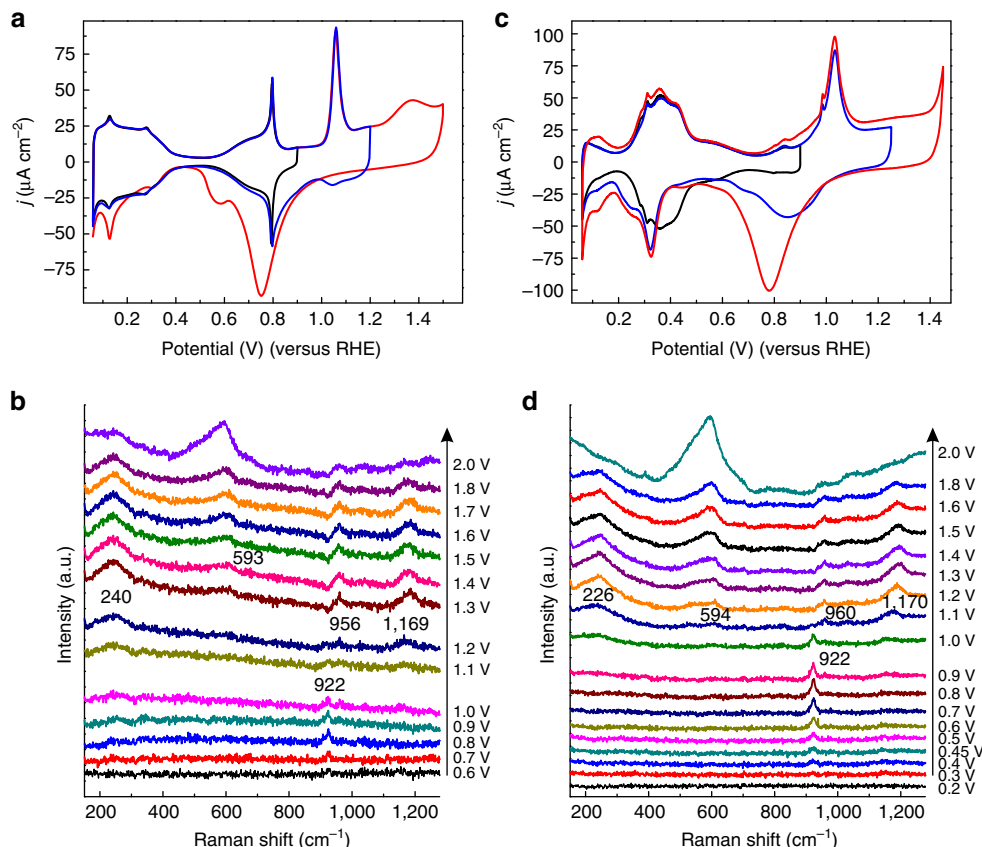 a
75
50
25
0
−25
−50
−75
j (μA cm−2)
0.2 0.4 0.6 0.8 1.0 1.2 1.4
Potential (V) (versus RHE)
c
100
75
50
25
0
−25
−50
−75
−100
j (μA cm−2)
0.2 0.4 0.6 0.8 1.0 1.2 1.4
Potential (V) (versus RHE)
b
Intensity (a.u.)
2.0 V
1.8 V
1.7 V
1.6 V
1.5 V
1.4 V
1.3 V
1.2 V
1.1 V
1.0 V
0.9 V
0.8 V
0.7 V
0.6 V
593
240
956
1,169
922
200 400 600 800 1,000 1,200
Raman shift (cm−1)
d
Intensity (a.u.)
2.0 V
1.8 V
1.6 V
1.5 V
1.4 V
1.3 V
1.2 V
1.1 V
1.0 V
0.9 V
0.8 V
0.7 V
0.6 V
0.5 V
0.45 V
0.4 V
0.3 V
0.2 V
226
594
960
1,170
922
200 400 600 800 1,000 1,200
Raman shift (cm−1)